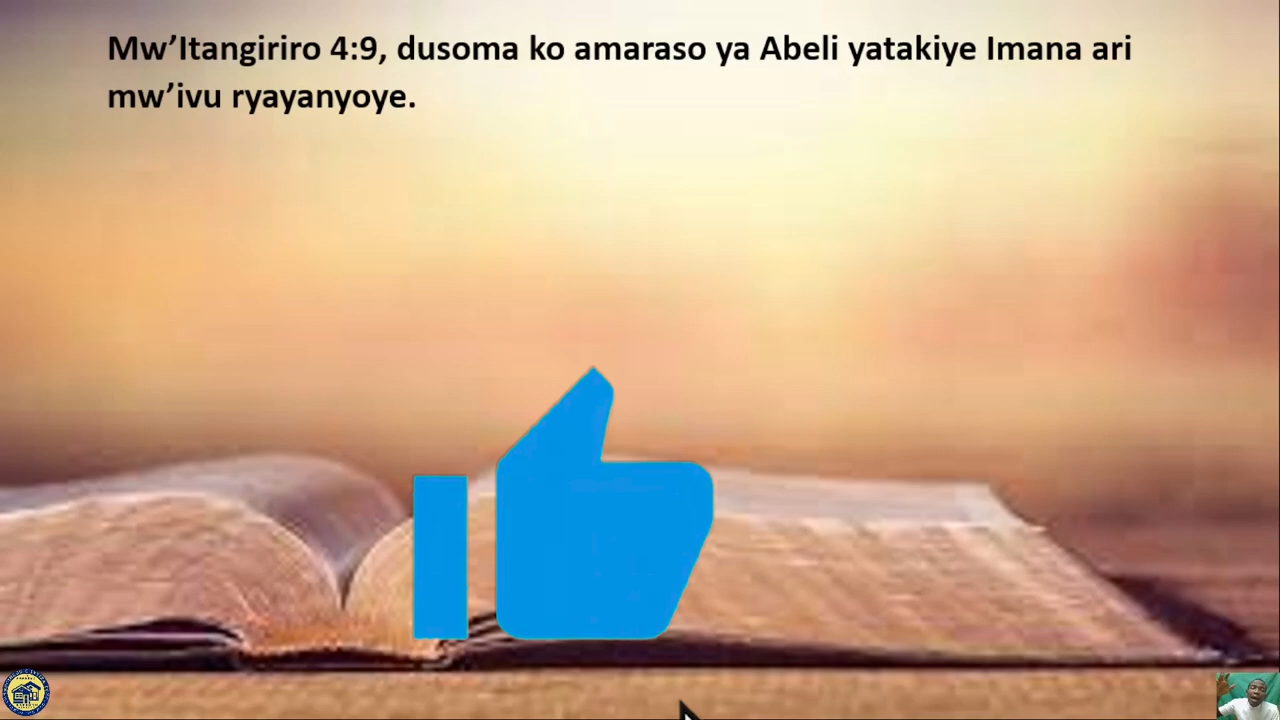 Mw’Itangiriro 4:9, dusoma ko amaraso ya Abeli yatakiye Imana ari
mw’ivu ryayanyoye.